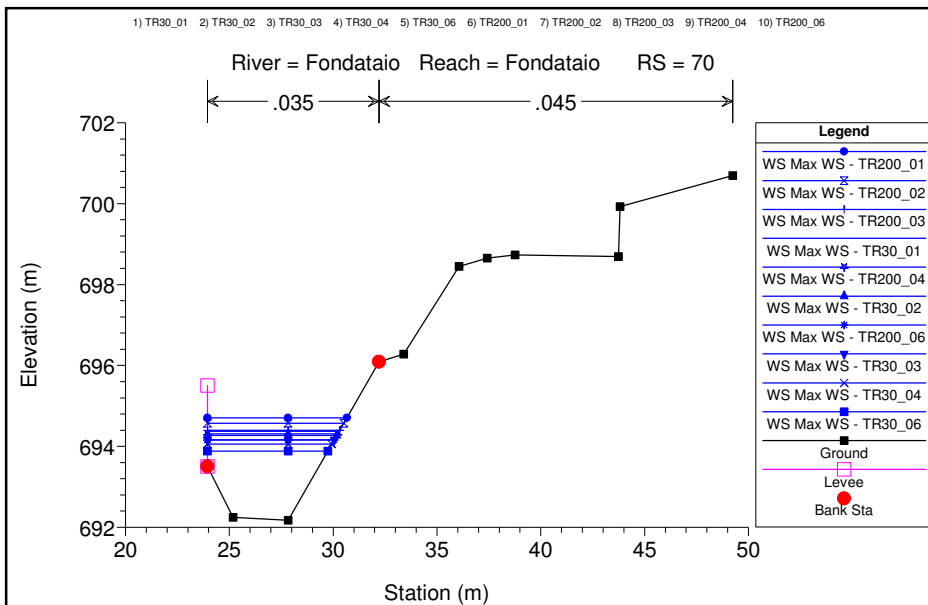 1) TR30_01 2) TR30_02 3) TR30_03 4) TR30_04 5) TR30_06 6) TR200_01 7) TR200_02 8) TR200_03 9) TR200_04 10) TR200_06
River = Fondataio Reach = Fondataio RS = 70
.035 .045
702
700
698
696
694
692
Elevation (m)
20 25 30 35 40 45 50
Station (m)
Legend
WS Max WS - TR200_01
WS Max WS - TR200_02
WS Max WS - TR200_03
WS Max WS - TR30_01
WS Max WS - TR200_04
WS Max WS - TR30_02
WS Max WS - TR200_06
WS Max WS - TR30_03
WS Max WS - TR30_04
WS Max WS - TR30_06
Ground
Levee
Bank Sta